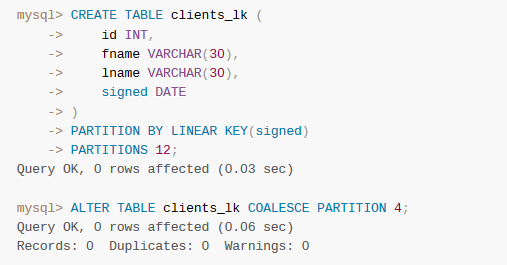 mysql> CREATE TABLE clients_lk (
    ->     id INT,
    ->     fname VARCHAR(30),
    ->     lname VARCHAR(30),
    ->     signed DATE
    -> )
    -> PARTITION BY LINEAR KEY(signed)
    -> PARTITIONS 12;
Query OK, 0 rows affected (0.03 sec)

mysql> ALTER TABLE clients_lk COALESCE PARTITION 4;
Query OK, 0 rows affected (0.06 sec)
Records: 0  Duplicates: 0  Warnings: 0